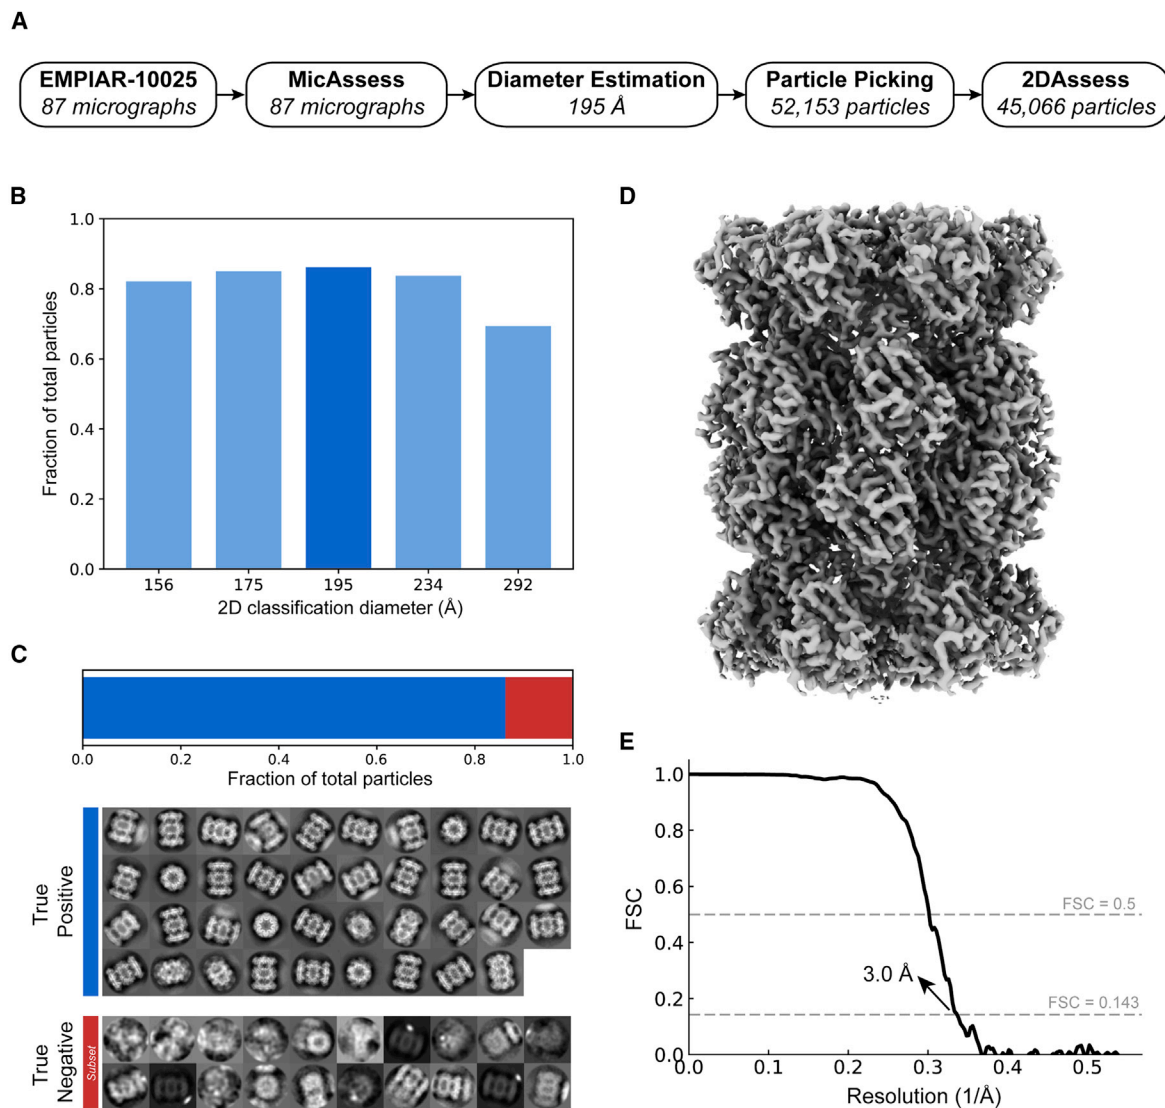 A
EMPIAR-10025
87 micrographs
MicAssess
87 micrographs
Diameter Estimation
195 Å
Particle Picking
52,153 particles
2DAssess
45,066 particles
B
1.0
0.8
0.6
0.4
0.2
0.0
Fraction of total particles
156 175 195 234 292
2D classification diameter (Å)
C
0.0 0.2 0.4 0.6 0.8 1.0
Fraction of total particles
True
Positive
True
Negative
Subset
D
E
1.0
0.8
0.6
0.4
0.2
0.0
FSC
FSC = 0.5
3.0 Å
FSC = 0.143
0.0 0.1 0.2 0.3 0.4 0.5
Resolution (1/Å)